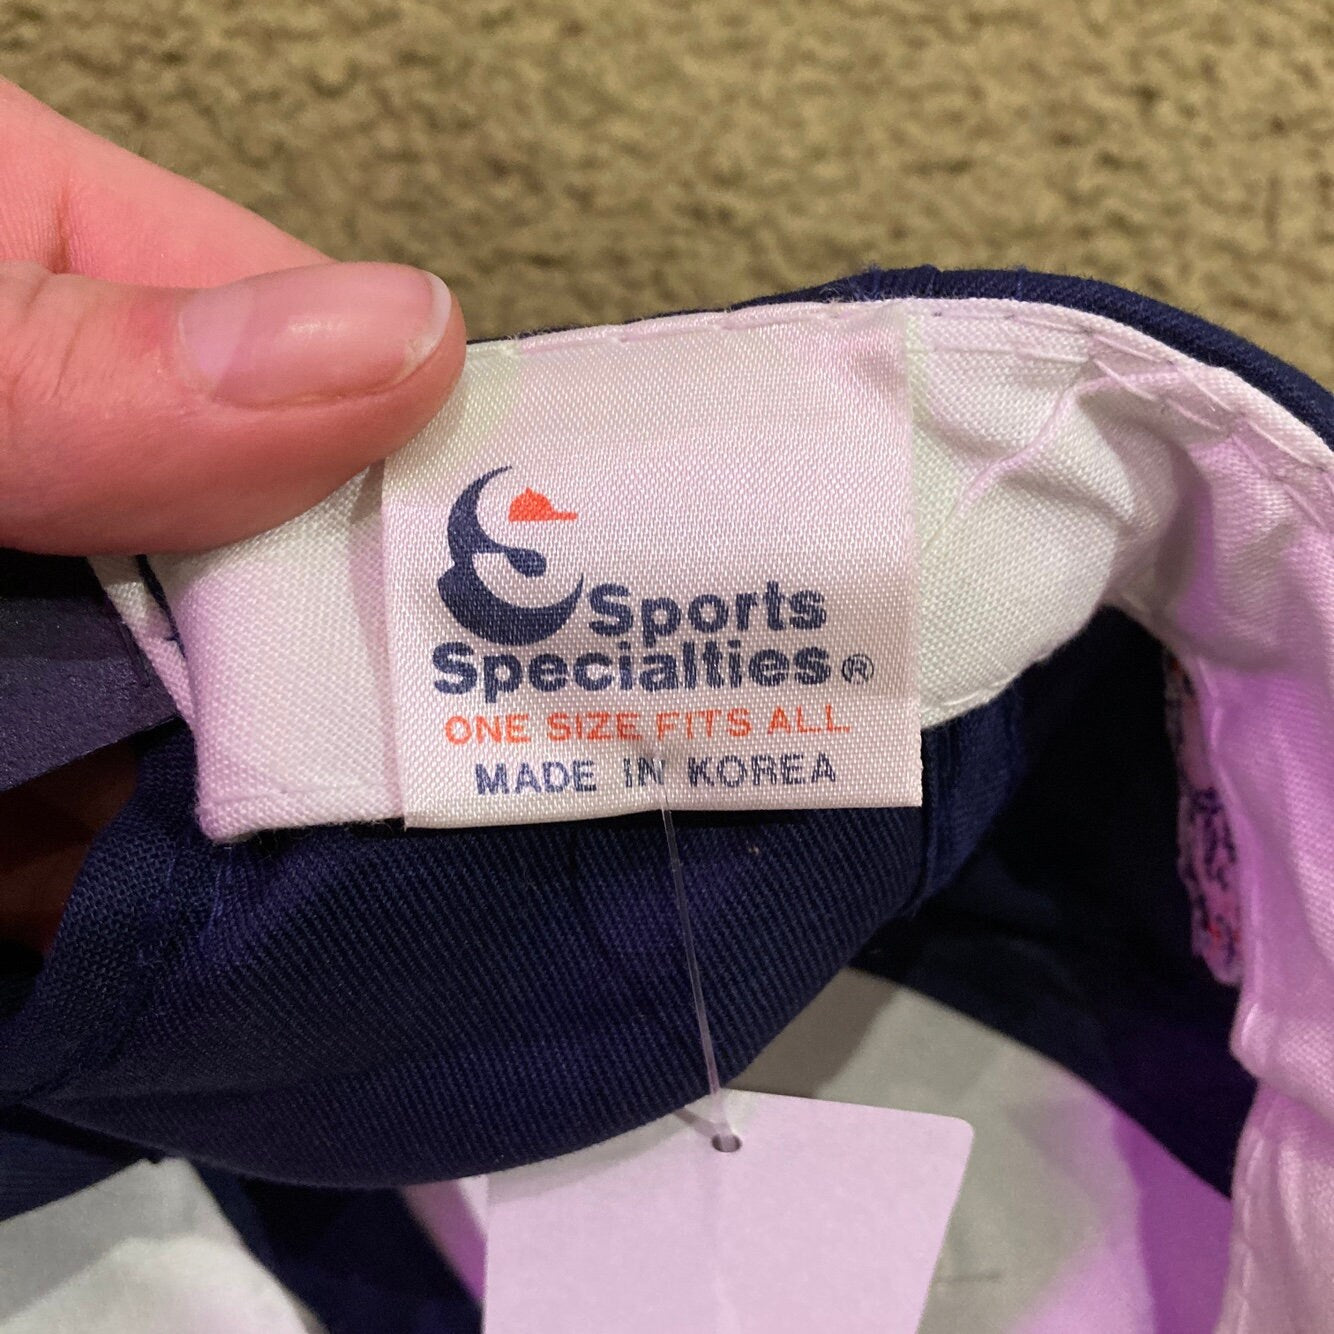 Sports
Specialties®
ONE SIZE FITS ALL
MADE IN KOREA